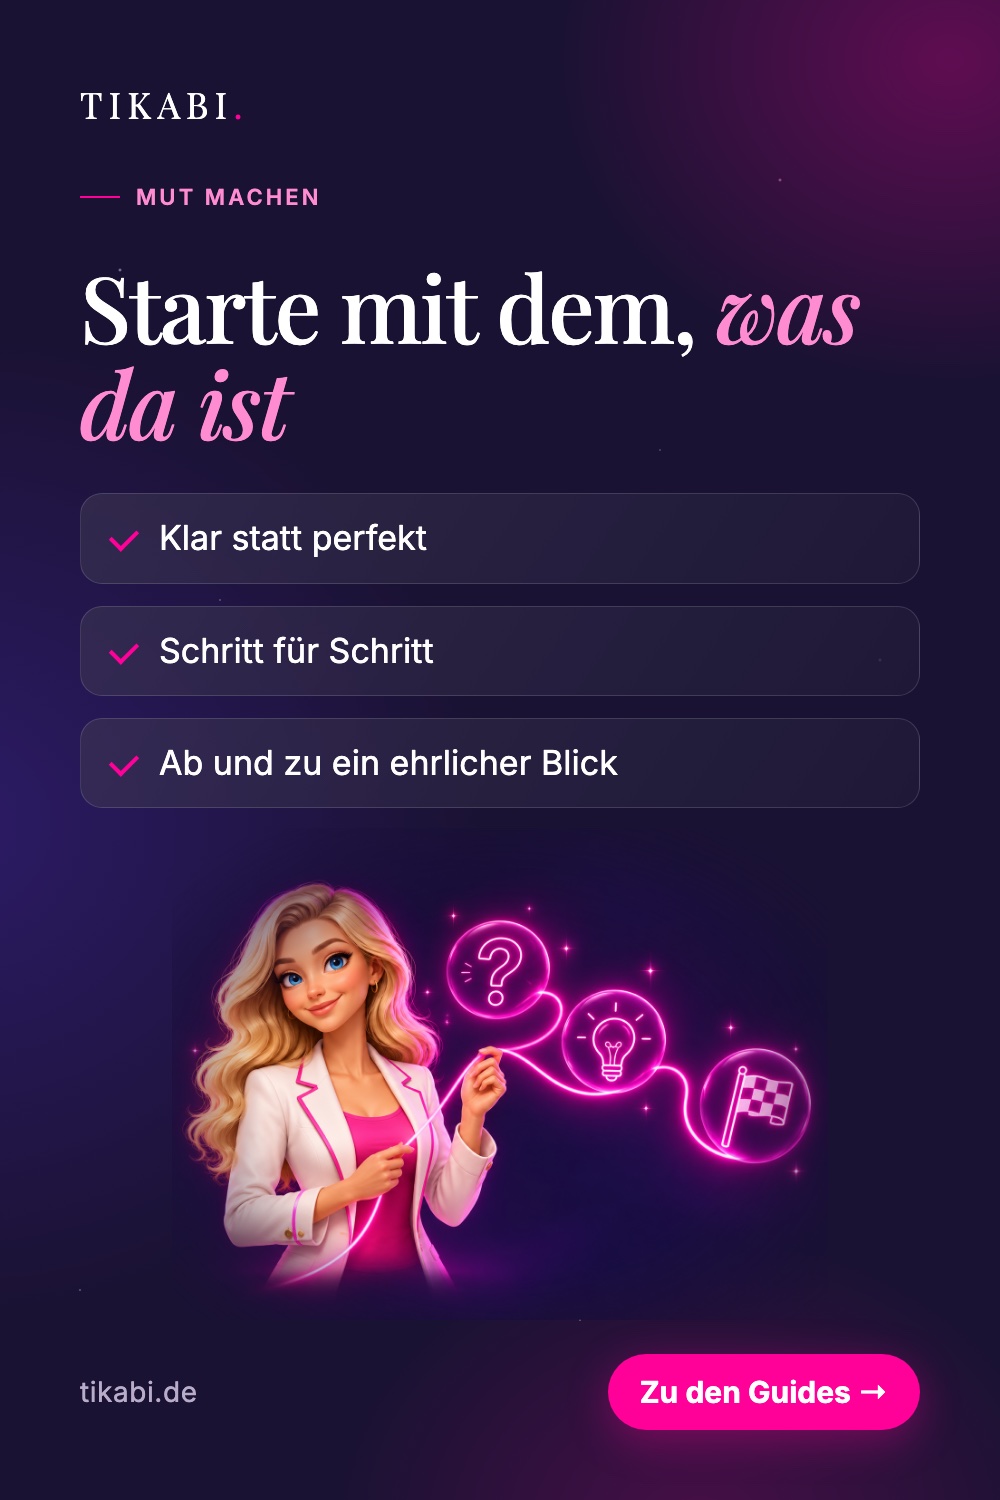 TIKABI.
MUT MACHEN
Starte mit dem, was
da ist
Klar statt perfekt
Schritt für Schritt
Ab und zu ein ehrlicher Blick
?
tikabi.de
Zu den Guides →